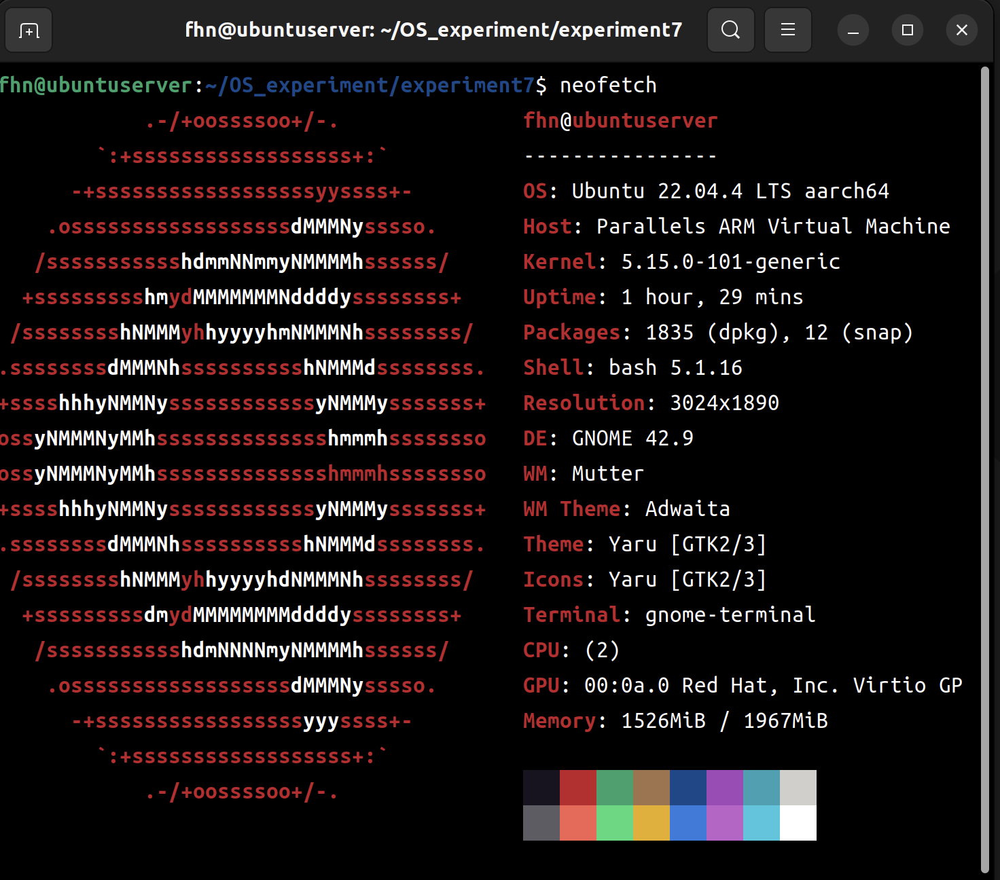 fhn@ubuntuserver: ~/OS_experiment/experiment7
fhn@ubuntuserver:~/OS_experiment/experiment7$ neofetch
.-/+oossssoo+/-. fhn@ubuntuserver
`:+ssssssssssssssssss+:` ----------------
-+ssssssssssssssssssyyssss+- OS: Ubuntu 22.04.4 LTS aarch64
.ossssssssssssssssssdMMMNysssso. Host: Parallels ARM Virtual Machine
/ssssssssssshdmmNNmmyNMMMMhssssss/ Kernel: 5.15.0-101-generic
+ssssssssshmydMMMMMMMNddddyssssssss+ Uptime: 1 hour, 29 mins
/sssssssshNMMMyhhyyyyhmNMMMNhssssssss/ Packages: 1835 (dpkg), 12 (snap)
.ssssssssdMMMNhsssssssssshNMMMdssssssss. Shell: bash 5.1.16
+sssshhhyNMMNyssssssssssssyNMMMysssssss+ Resolution: 3024x1890
ossyNMMMNyMMhsssssssssssssshmmmhssssssso DE: GNOME 42.9
ossyNMMMNyMMhsssssssssssssshmmmhssssssso WM: Mutter
+sssshhhyNMMNyssssssssssssyNMMMysssssss+ WM Theme: Adwaita
.ssssssssdMMMNhsssssssssshNMMMdssssssss. Theme: Yaru [GTK2/3]
/sssssssshNMMMyhhyyyyhdNMMMNhssssssss/ Icons: Yaru [GTK2/3]
+sssssssssdmydMMMMMMMMddddyssssssss+ Terminal: gnome-terminal
/ssssssssssshdmNNNNmyNMMMMhssssss/ CPU: (2)
.ossssssssssssssssssdMMMNysssso. GPU: 00:0a.0 Red Hat, Inc. Virtio GP
-+sssssssssssssssssyyyssss+- Memory: 1526MiB / 1967MiB
`:+ssssssssssssssssss+:`
.-/+oossssoo+/-.